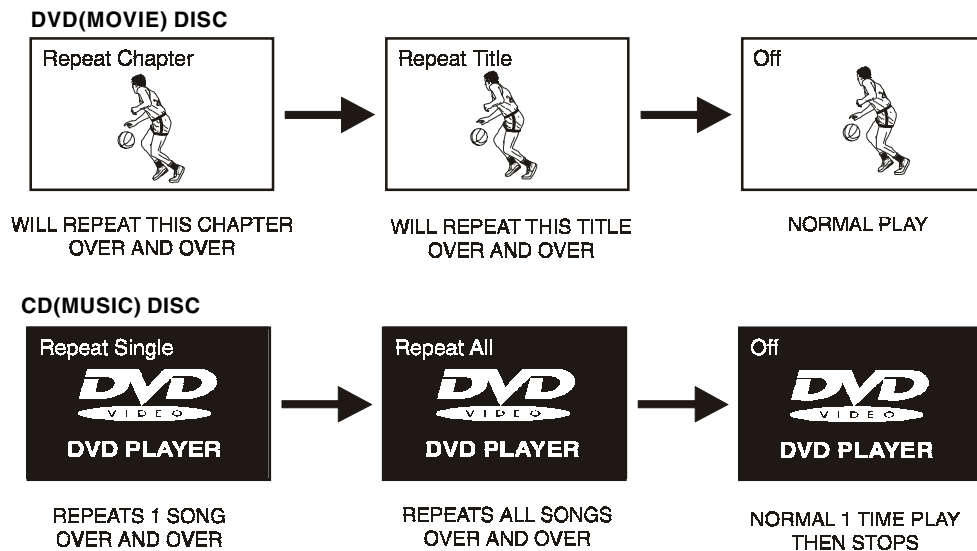 DVD(MOVIE) DISC
Repeat Chapter
Repeat Title
Off
WILL REPEAT THIS CHAPTER
OVER AND OVER
WILL REPEAT THIS TITLE
OVER AND OVER
NORMAL PLAY
CD(MUSIC) DISC
Repeat Single
DVD
VIDEO
DVD PLAYER
Repeat All
DVD
VIDEO
DVD PLAYER
Off
DVD
VIDEO
DVD PLAYER
REPEATS 1 SONG
OVER AND OVER
REPEATS ALL SONGS
OVER AND OVER
NORMAL 1 TIME PLAY
THEN STOPS